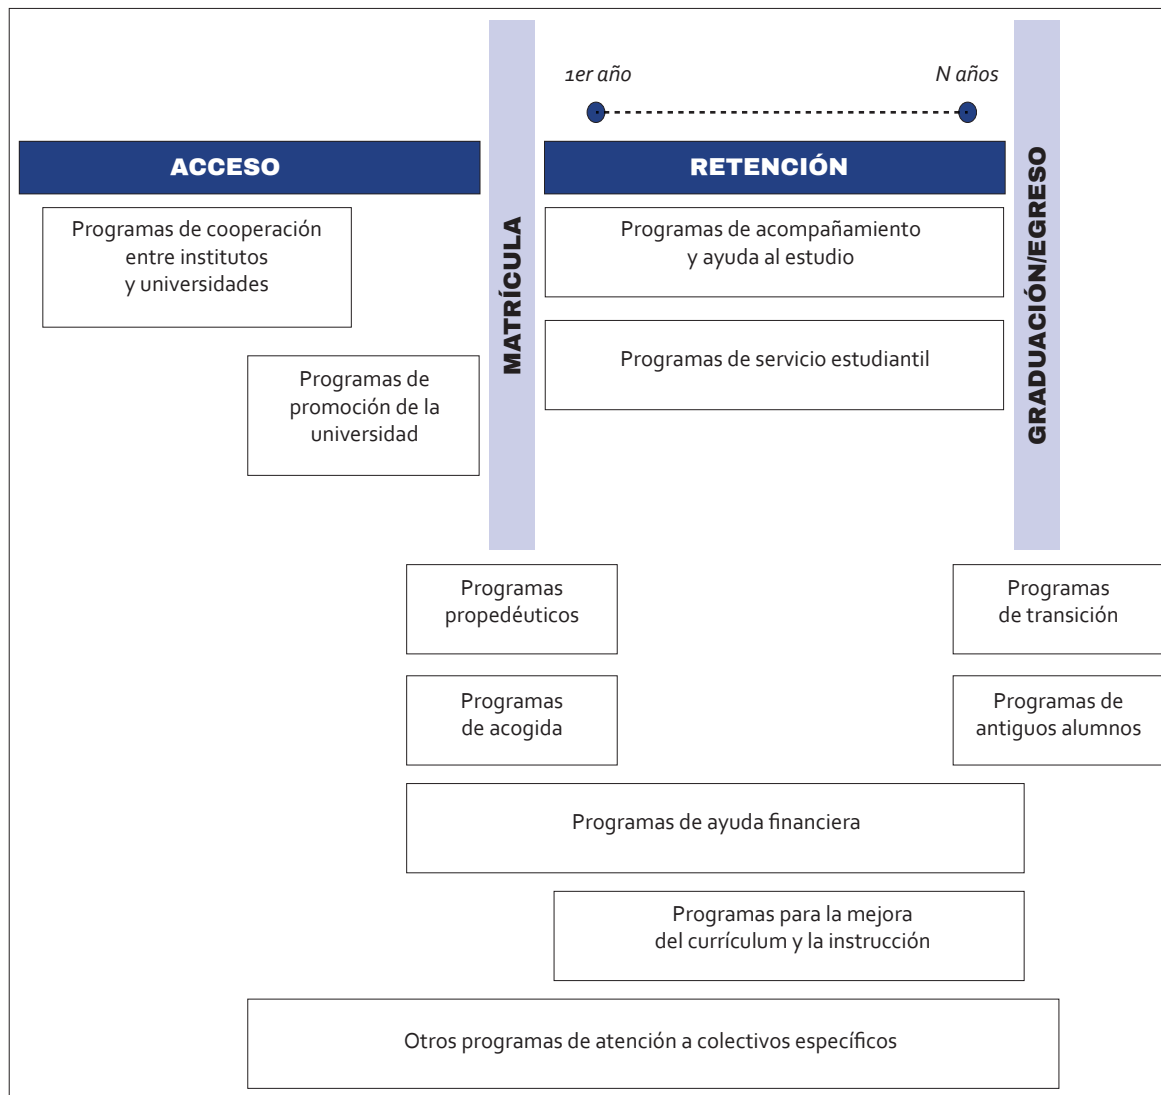 1er año
N años
ACCESO
RETENCIÓN
MATRÍCULA
GRADUACIÓN/EGRESO
Programas de cooperación
entre institutos
y universidades
Programas de acompañamiento
y ayuda al estudio
Programas de servicio estudiantil
Programas de
promoción de la
universidad
Programas
propedéuticos
Programas
de transición
Programas
de acogida
Programas de
antiguos alumnos
Programas de ayuda financiera
Programas para la mejora
del currículum y la instrucción
Otros programas de atención a colectivos específicos